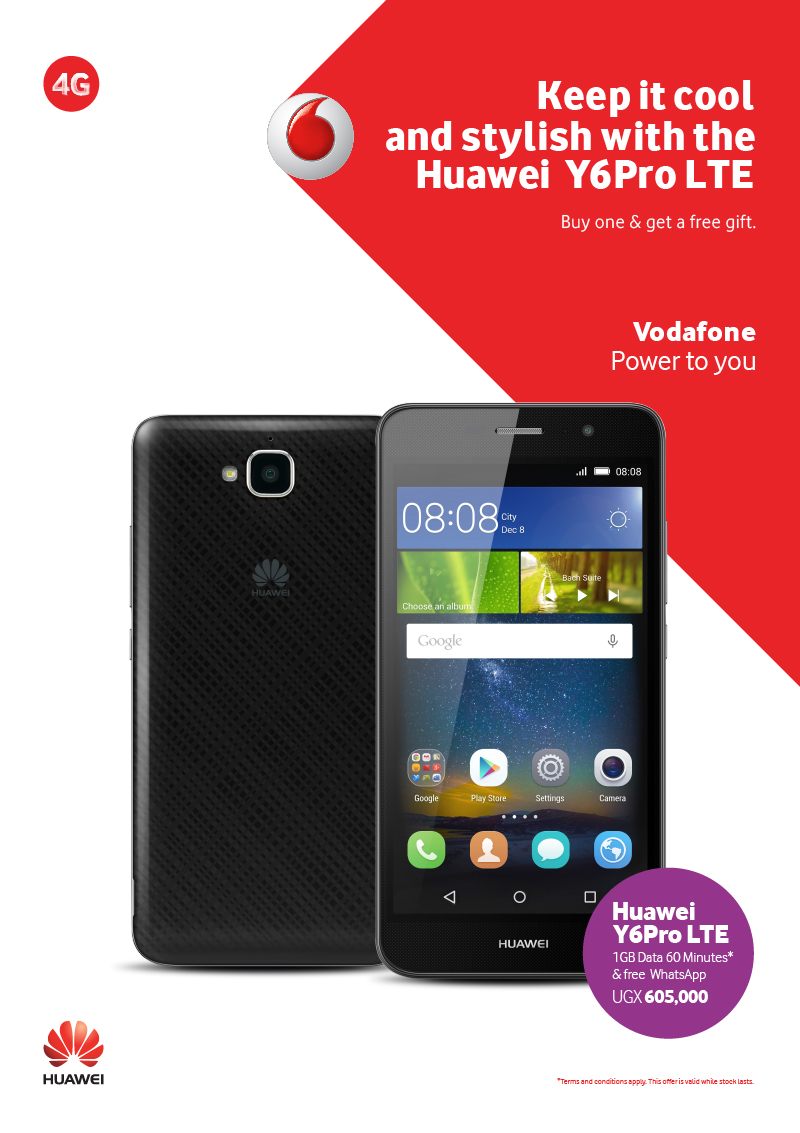 4G
Keep it cool
and stylish with the
Huawei Y6Pro LTE
Buy one & get a free gift.
Vodafone
Power to you
HUAWEI
08:08
08:08
City
Dec 8
Choose an album
Bach Suite
Google
Google
Play Store
Settings
Camera
HUAWEI
Huawei
Y6Pro LTE
1GB Data 60 Minutes*
& free WhatsApp
UGX 605,000
HUAWEI
*Terms and conditions apply. This offer is valid while stock lasts.